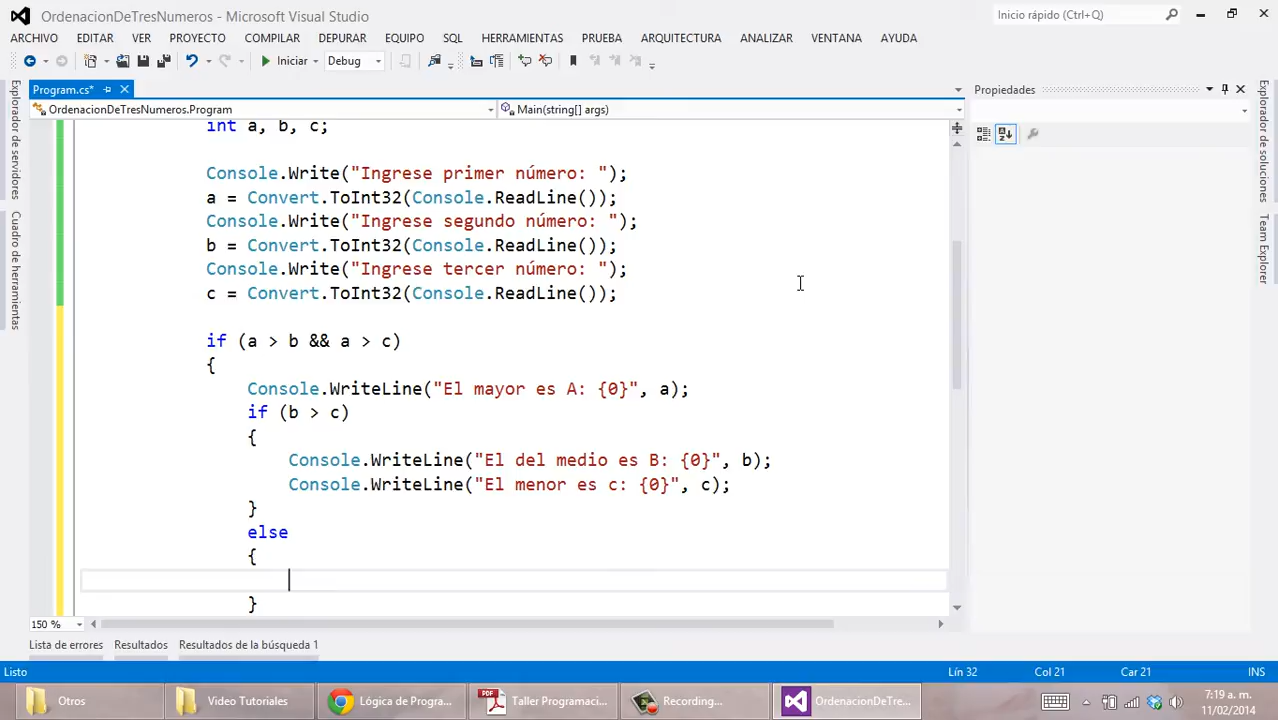 OrdenacionDeTresNumeros - Microsoft Visual Studio
Inicio rápido (Ctrl+Q)
ARCHIVO EDITAR VER PROYECTO COMPILAR DEPURAR EQUIPO SQL HERRAMIENTAS PRUEBA ARQUITECTURA ANALIZAR VENTANA AYUDA
Iniciar Debug
Explorador de servidores
Cuadro de herramientas
Program.cs*
OrdenacionDeTresNumeros.Program
Main(string[] args)
int a, b, c;
Console.Write("Ingrese primer número: ");
a = Convert.ToInt32(Console.ReadLine());
Console.Write("Ingrese segundo número: ");
b = Convert.ToInt32(Console.ReadLine());
Console.Write("Ingrese tercer número: ");
c = Convert.ToInt32(Console.ReadLine());
if (a > b && a > c)
{
Console.WriteLine("El mayor es A: {0}", a);
if (b > c)
{
Console.WriteLine("El del medio es B: {0}", b);
Console.WriteLine("El menor es c: {0}", c);
}
else
{
}
150 %
Propiedades
Explorador de soluciones
Team Explorer
Lista de errores Resultados Resultados de la búsqueda 1
Listo
Lín 32 Col 21 Car 21 INS
Otros
Video Tutoriales
Lógica de Progra...
PDF
Taller Programaci...
Recording...
OrdenacionDeTre...
7:19 a. m.
11/02/2014